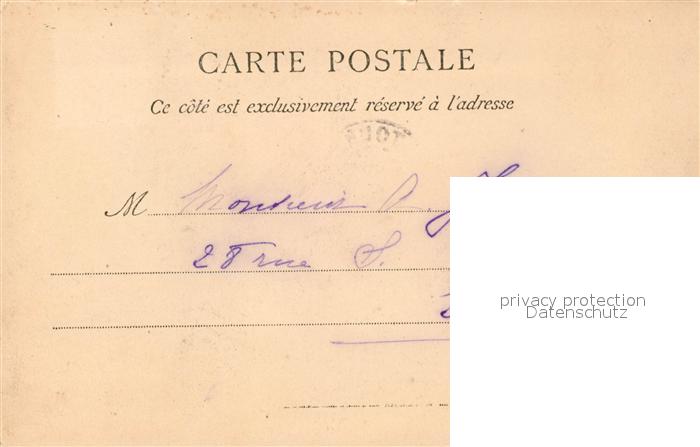 CARTE POSTALE
Ce côté est exclusivement réservé à l'adresse
M Monsieur
28 rue S.
privacy protection
Datenschutz